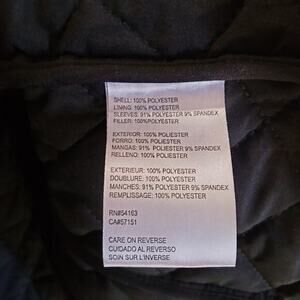 SHELL: 100% POLYESTER
LINING: 100% POLYESTER
SLEEVES: 91% POLYESTER 9% SPANDEX
FILLER: 100%POLYESTER
EXTERIOR: 100% POLIESTER
FORRO: 100% POLIESTER
MANGAS: 91% POLIESTER 9% SPANDEX
RELLENO: 100% POLIESTER
EXTERIEUR: 100% POLYESTER
DOUBLURE: 100% POLYESTER
MANCHES: 91% POLYESTER 9% SPANDEX
REMPLISSAGE: 100% POLYESTER
RN#54163
CA#57151
CARE ON REVERSE
CUIDADO AL REVERSO
SOIN SUR L'INVERSE